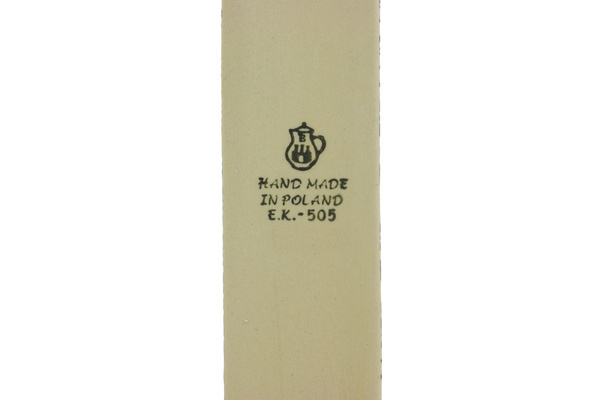 B
HAND MADE
IN POLAND
E.K.-505